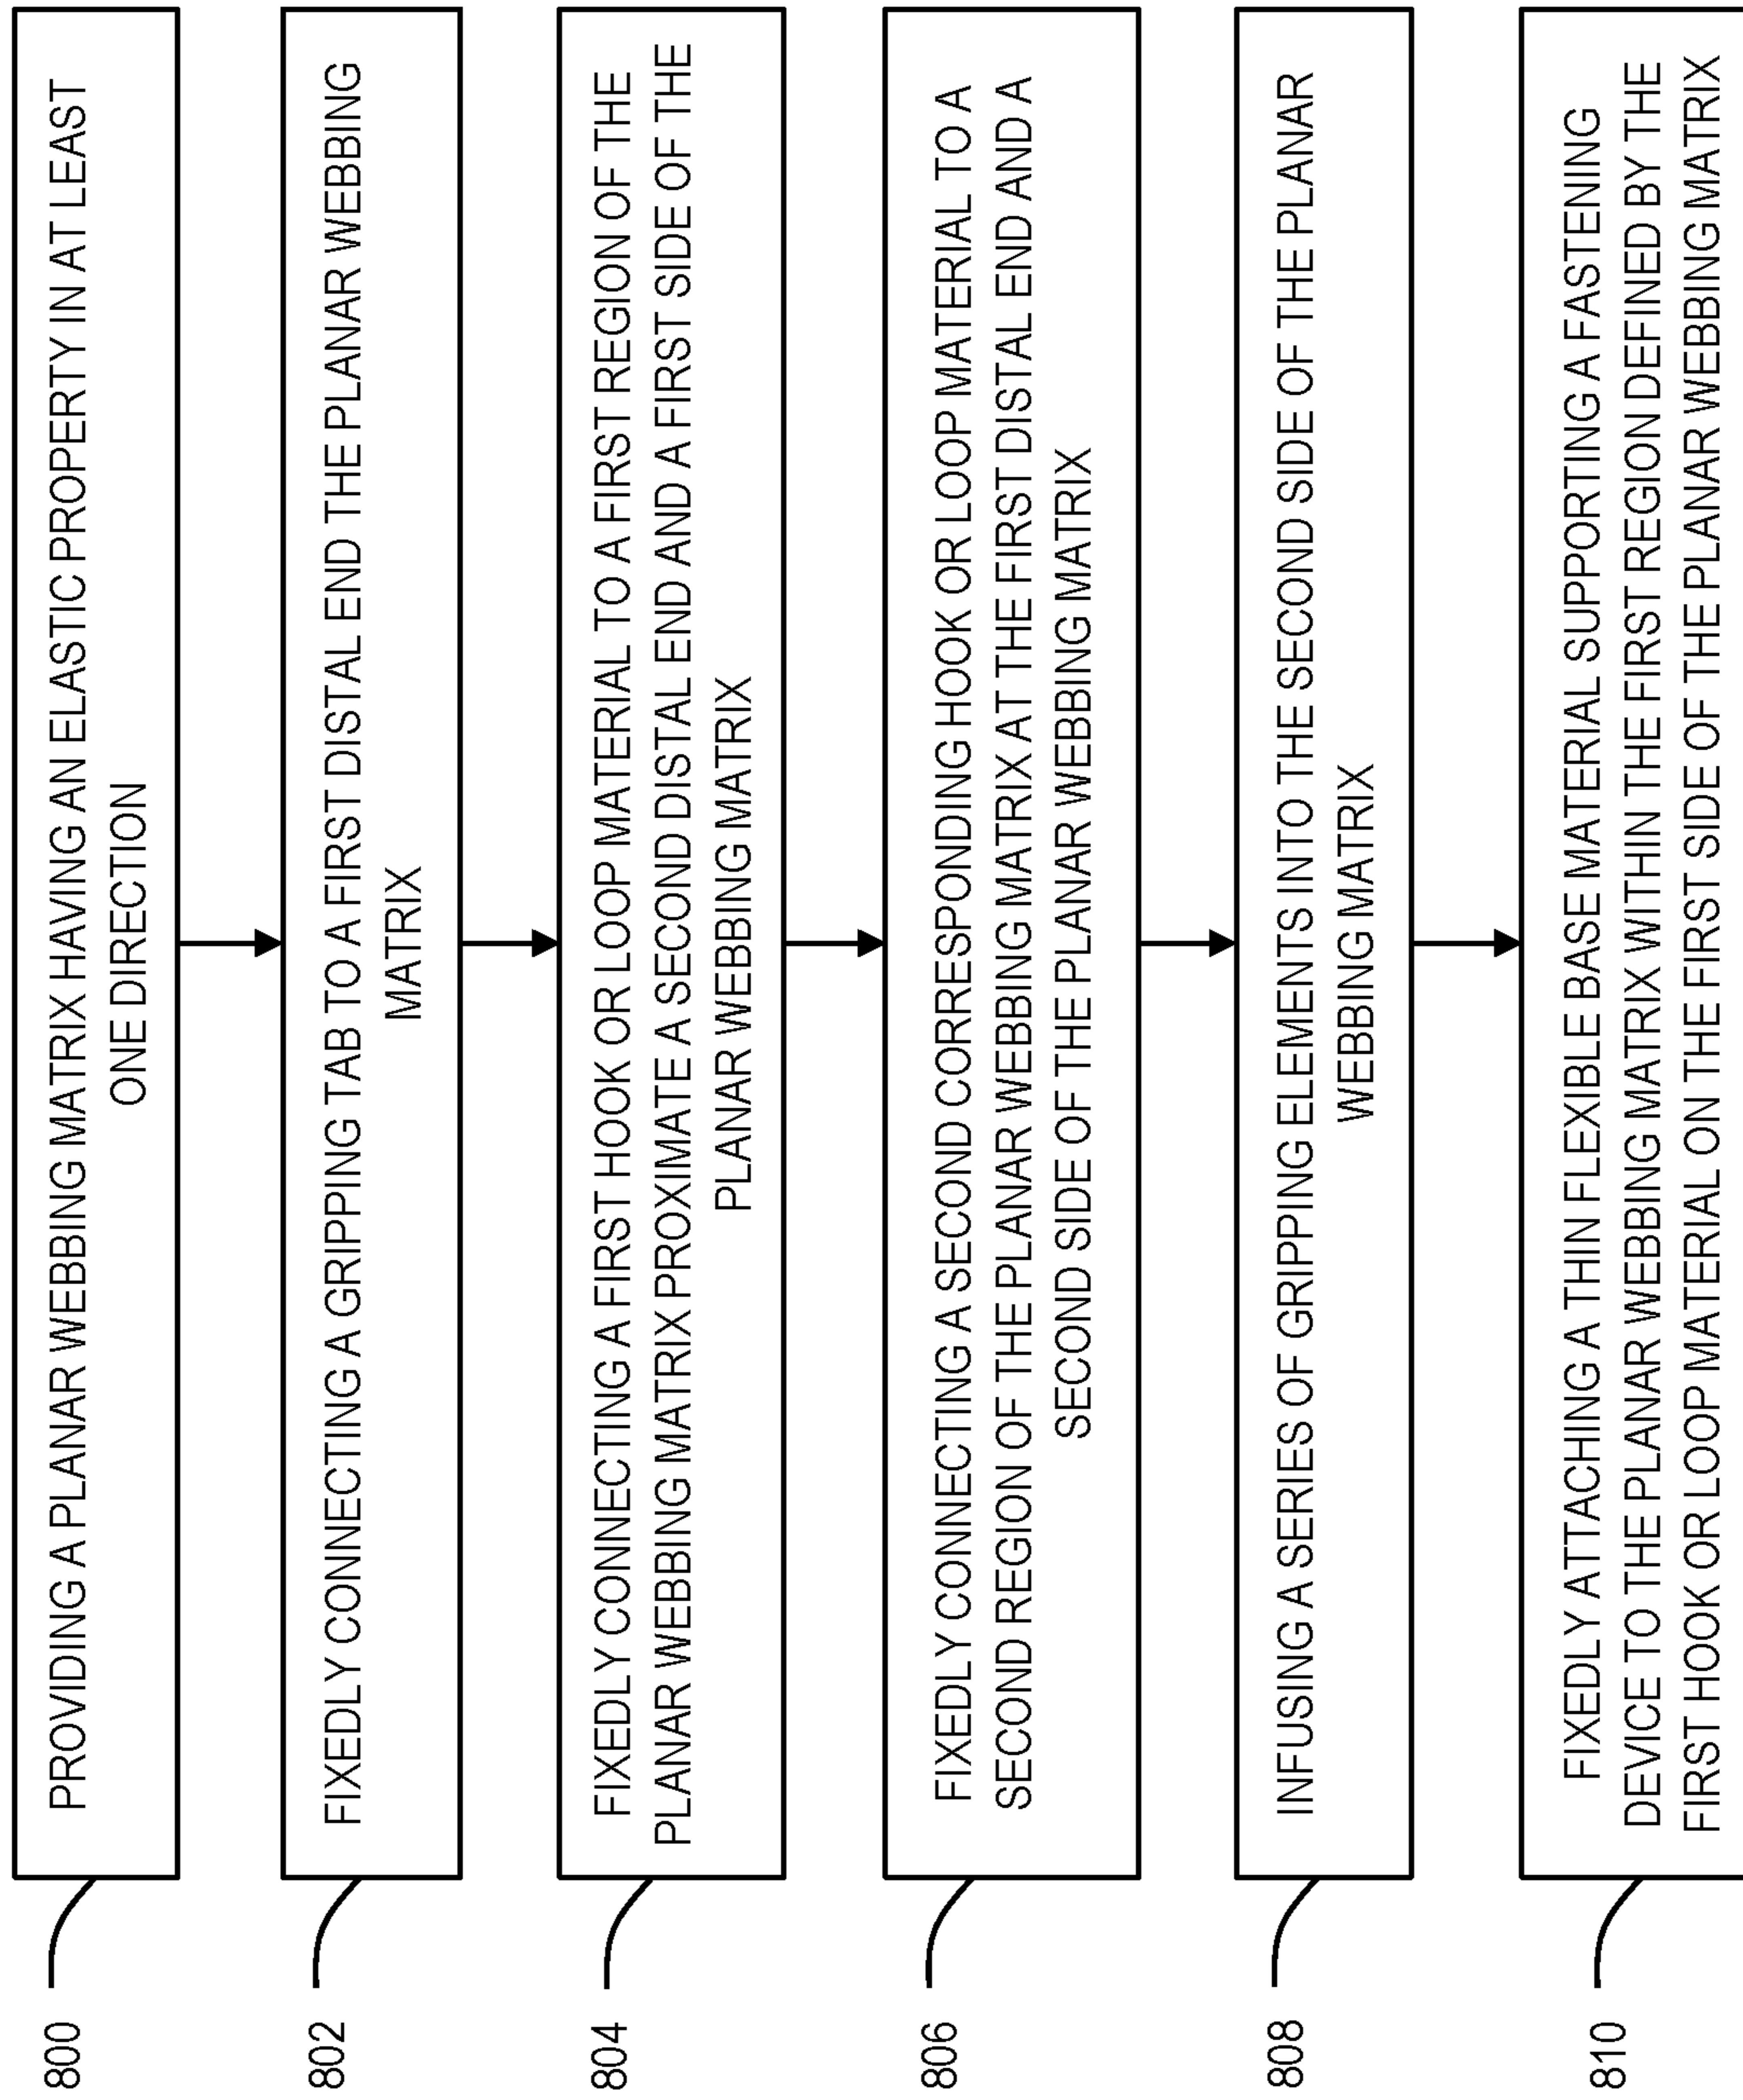 800
PROVIDING A PLANAR WEBBING MATRIX HAVING AN ELASTIC PROPERTY IN AT LEAST
ONE DIRECTION
802
FIXEDLY CONNECTING A GRIPPING TAB TO A FIRST DISTAL END THE PLANAR WEBBING
MATRIX
804
FIXEDLY CONNECTING A FIRST HOOK OR LOOP MATERIAL TO A FIRST REGION OF THE
PLANAR WEBBING MATRIX PROXIMATE A SECOND DISTAL END AND A FIRST SIDE OF THE
PLANAR WEBBING MATRIX
806
FIXEDLY CONNECTING A SECOND CORRESPONDING HOOK OR LOOP MATERIAL TO A
SECOND REGION OF THE PLANAR WEBBING MATRIX AT THE FIRST DISTAL END AND A
SECOND SIDE OF THE PLANAR WEBBING MATRIX
808
INFUSING A SERIES OF GRIPPING ELEMENTS INTO THE SECOND SIDE OF THE PLANAR
WEBBING MATRIX
810
FIXEDLY ATTACHING A THIN FLEXIBLE BASE MATERIAL SUPPORTING A FASTENING
DEVICE TO THE PLANAR WEBBING MATRIX WITHIN THE FIRST REGION DEFINED BY THE
FIRST HOOK OR LOOP MATERIAL ON THE FIRST SIDE OF THE PLANAR WEBBING MATRIX